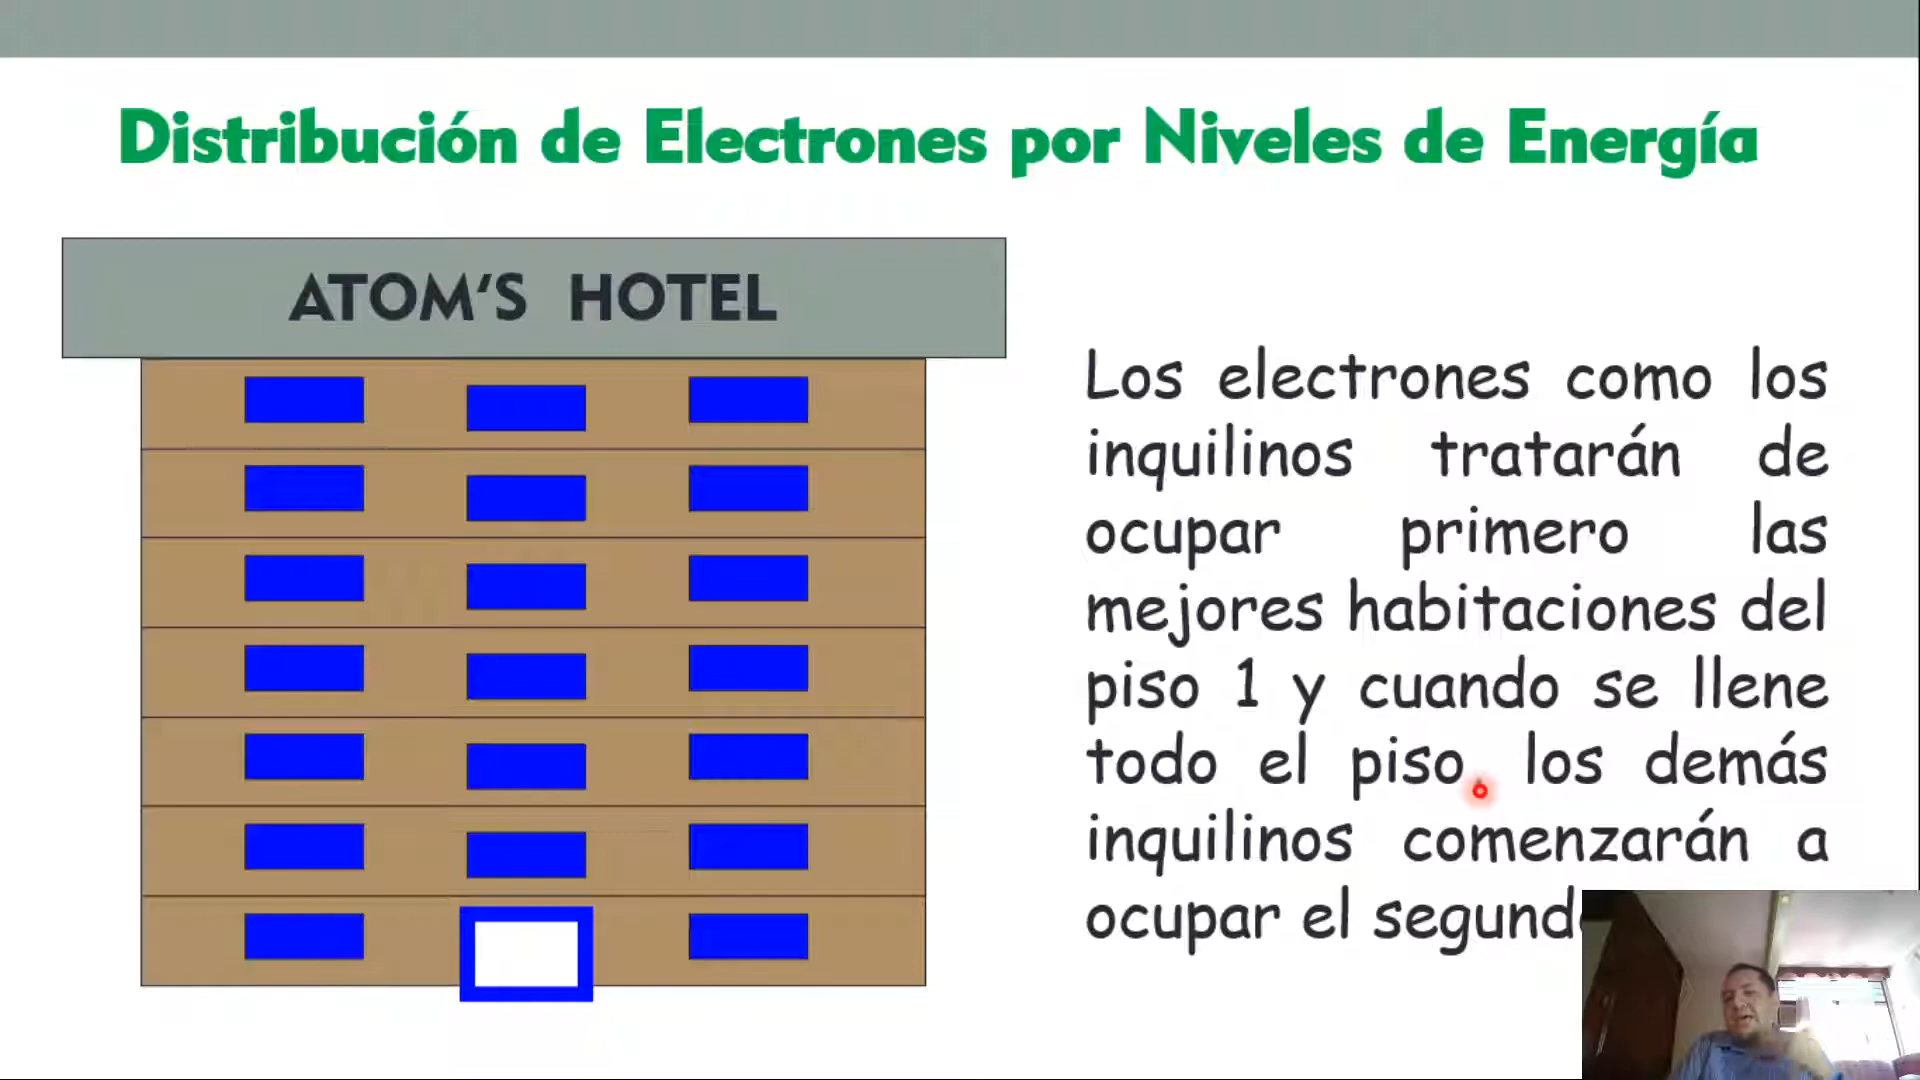 Distribución de Electrones por Niveles de Energía
ATOM'S HOTEL
Los electrones como los
inquilinos tratarán de
ocupar primero las
mejores habitaciones del
piso 1 y cuando se llene
todo el piso, los demás
inquilinos comenzarán a
ocupar el